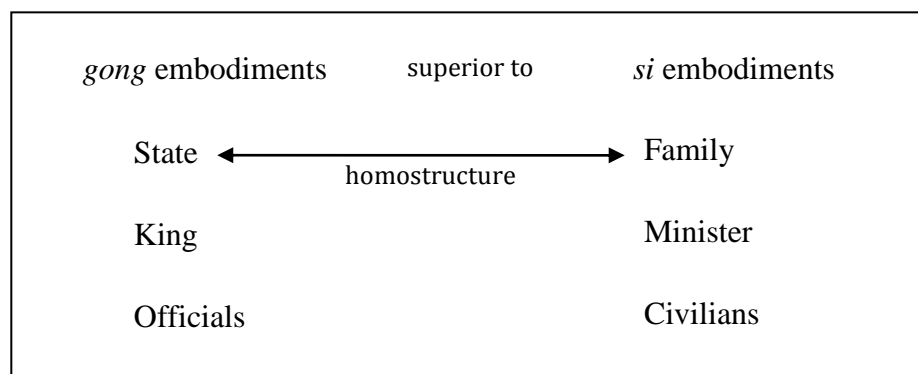 gong embodiments superior to si embodiments
State Family
homostructure
King Minister
Officials Civilians